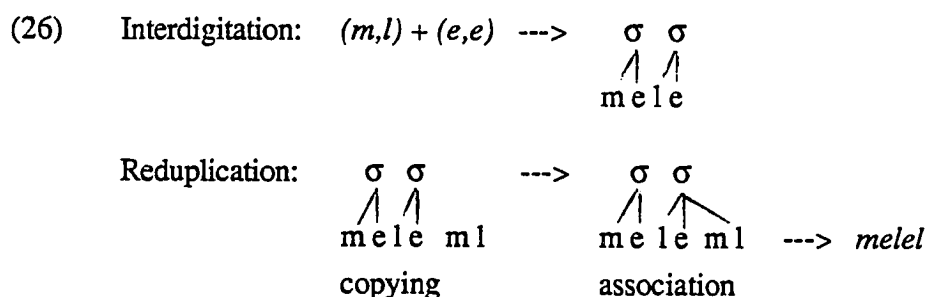 (26) Interdigitation: (m,l) + (e,e) ---> σ σ
m e l e
Reduplication: σ σ ---> σ σ
m e l e m l m e l e m l ---> melel
copying association